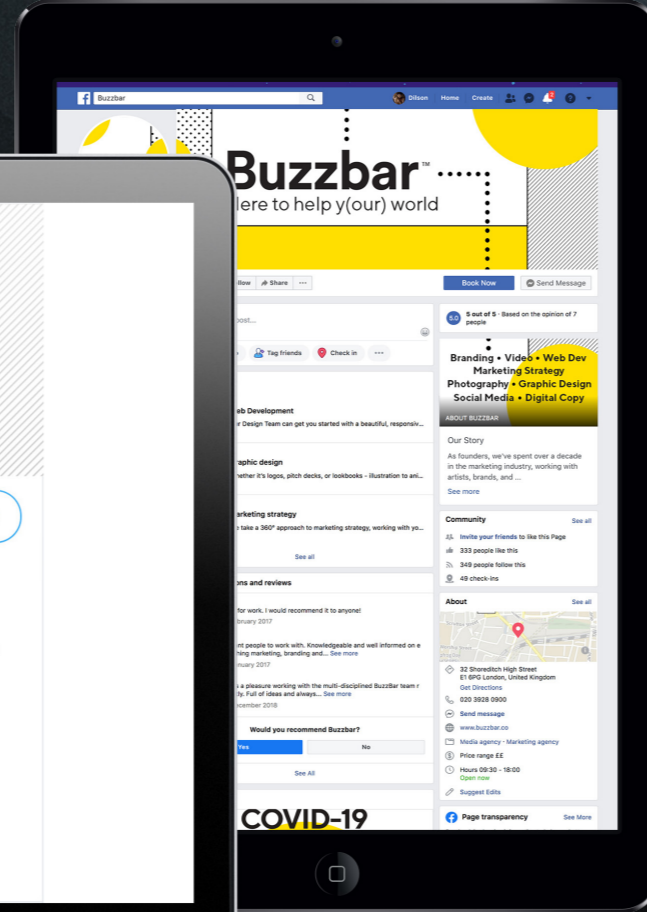 Buzzbar
Dilson Home Create
2
?
Buzzbar™
Here to help y(our) world
Follow Share ...
Book Now Send Message
post...
Tag friends Check in ...
5.0 5 out of 5 · Based on the opinion of 7
people
Web Development
r Design Team can get you started with a beautiful, responsiv...
raphic design
hether it's logos, pitch decks, or lookbooks - illustration to ani...
arketing strategy
e take a 360° approach to marketing strategy, working with yo...
See all
ons and reviews
for work. I would recommend it to anyone!
bruary 2017
nt people to work with. Knowledgeable and well informed on e
hing marketing, branding and... See more
nuary 2017
s a pleasure working with the multi-disciplined BuzzBar team r
ly. Full of ideas and always... See more
cember 2018
Would you recommend Buzzbar?
Yes No
See All
COVID-19
Branding • Video • Web Dev
Marketing Strategy
Photography • Graphic Design
Social Media • Digital Copy
ABOUT BUZZBAR
Our Story
As founders, we've spent over a decade
in the marketing industry, working with
artists, brands, and ...
See more
Community See all
Invite your friends to like this Page
333 people like this
349 people follow this
49 check-ins
About See all
32 Shoreditch High Street
E1 6PG London, United Kingdom
Get Directions
020 3928 0900
Send message
www.buzzbar.co
Media agency · Marketing agency
Price range ££
Hours 09:30 - 18:00
Open now
Suggest Edits
Page transparency See More